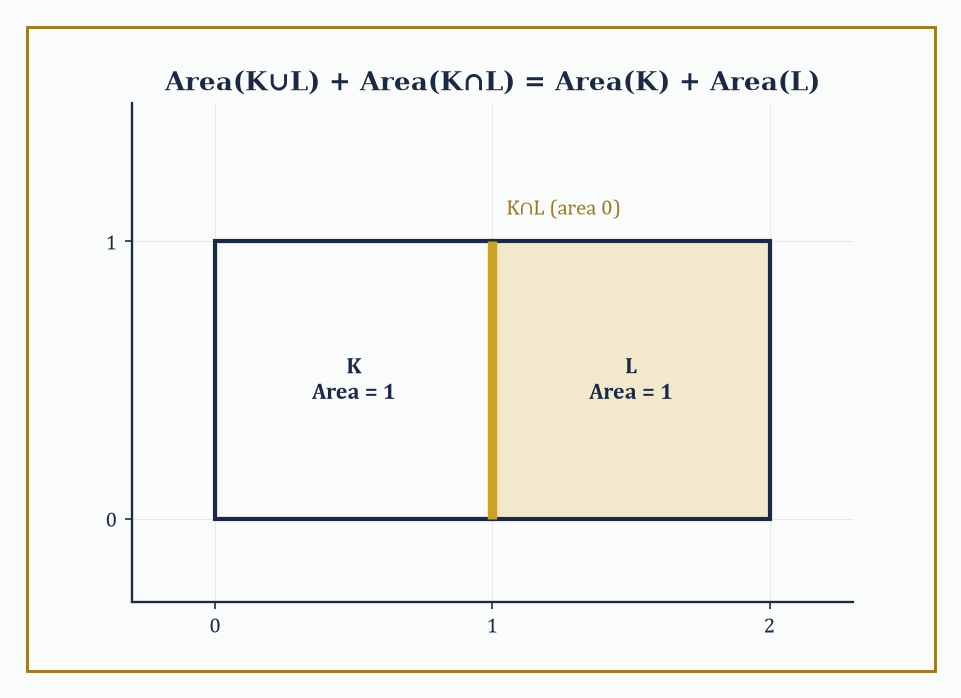 Area(K∪L) + Area(K∩L) = Area(K) + Area(L)
K∩L (area 0)
1
K
Area = 1
L
Area = 1
0
0
1
2